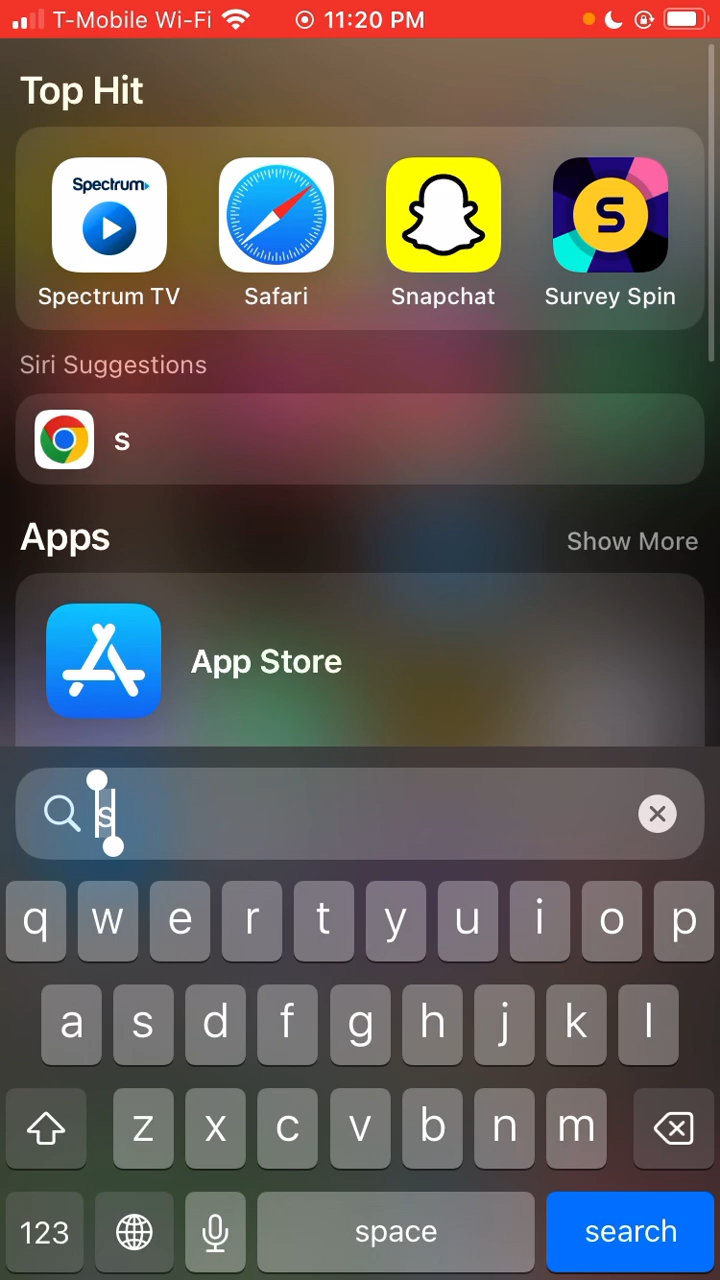 T-Mobile Wi-Fi 11:20 PM
Top Hit
Spectrum
S
Spectrum TV Safari Snapchat Survey Spin
Siri Suggestions
s
Apps Show More
App Store
s
q w e r t y u i o p
a s d f g h j k l
z x c v b n m
123 space search